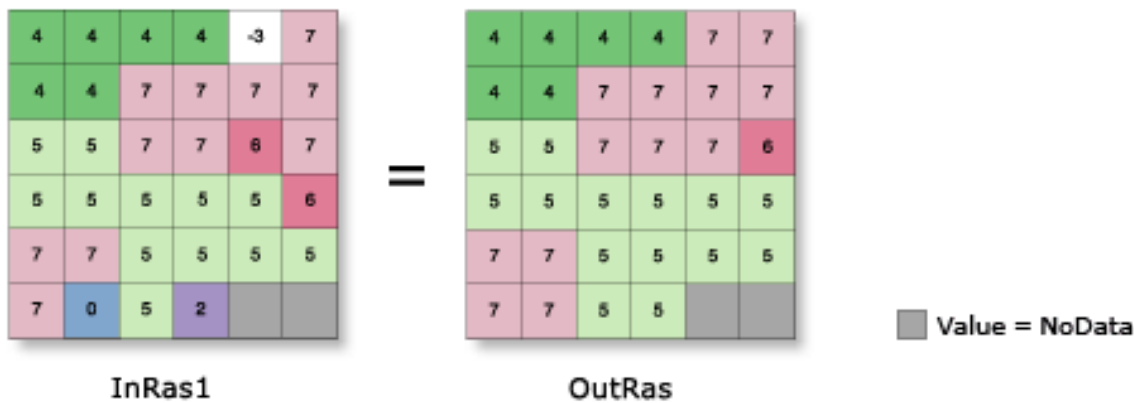 4 4 4 4 -3 7 4 4 4 4 7 7
4 4 7 7 7 7 4 4 7 7 7 7
5 5 7 7 6 7 5 5 7 7 7 6
5 5 5 5 5 6 5 5 5 5 5 5
7 7 5 5 5 5 7 7 5 5 5 5
7 0 5 2 7 7 5 5
=
Value = NoData
InRas1 OutRas